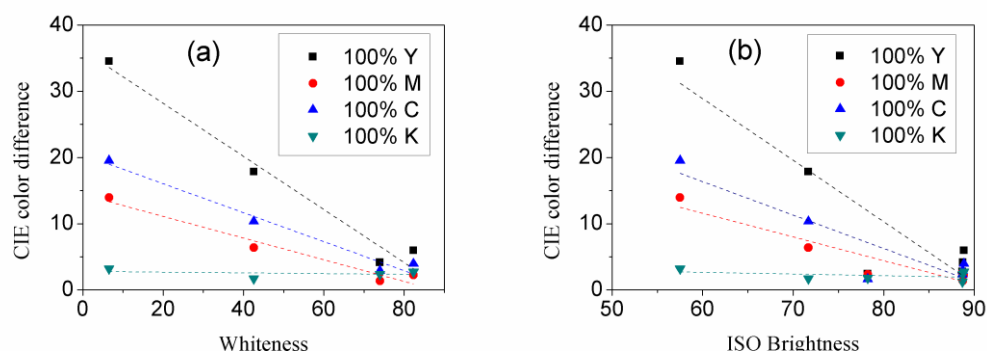 40
30
20
10
0
CIE color difference
(a)
100% Y
100% M
100% C
100% K
0 20 40 60 80 100
Whiteness
40
30
20
10
0
CIE color difference
(b)
100% Y
100% M
100% C
100% K
50 60 70 80 90
ISO Brightness